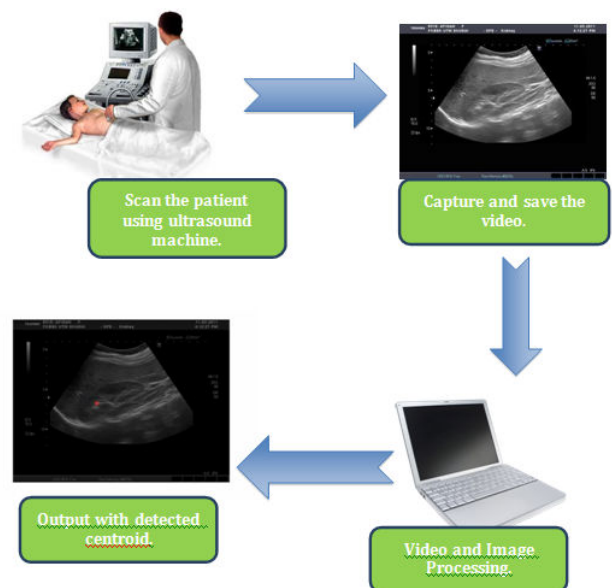 Scan the patient
using ultrasound
machine.
Capture and save the
video.
Output with detected
centroid.
Video and Image
Processing.